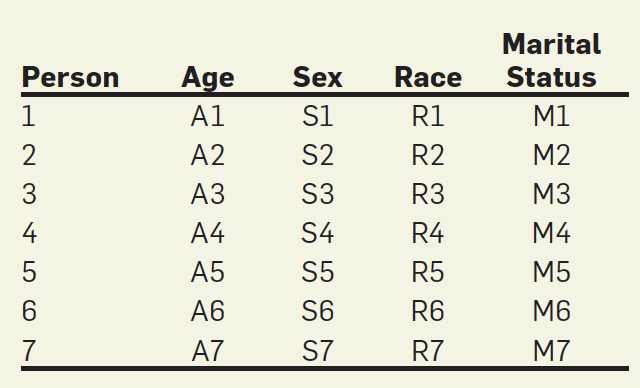 Marital
Person Age Sex Race Status
1 A1 S1 R1 M1
2 A2 S2 R2 M2
3 A3 S3 R3 M3
4 A4 S4 R4 M4
5 A5 S5 R5 M5
6 A6 S6 R6 M6
7 A7 S7 R7 M7